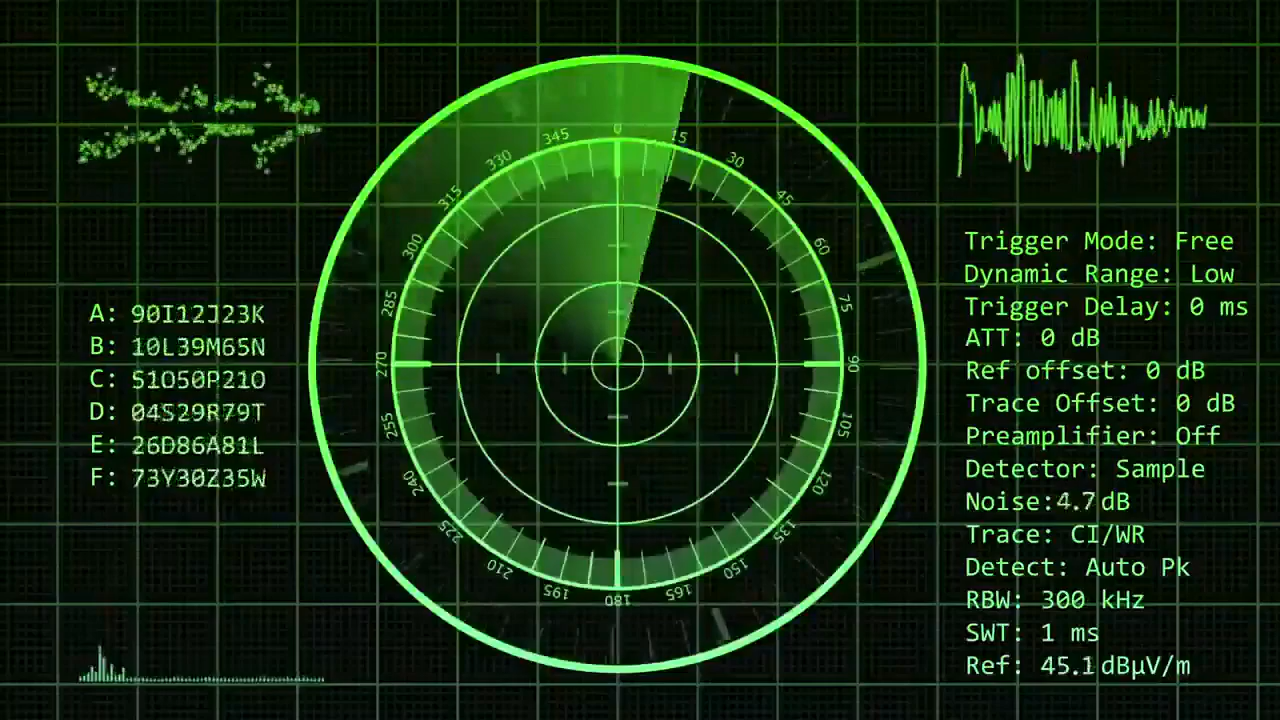 A: 90I12J23K
B: 10L39M65N
C: 51O50P21O
D: 04S29R79T
E: 26D86A81L
F: 73Y30Z35W
0
15
30
45
60
75
90
105
120
135
150
165
180
195
210
225
240
255
270
285
300
315
330
345
Trigger Mode: Free
Dynamic Range: Low
Trigger Delay: 0 ms
ATT: 0 dB
Ref offset: 0 dB
Trace Offset: 0 dB
Preamplifier: Off
Detector: Sample
Noise:4.7dB
Trace: CI/WR
Detect: Auto Pk
RBW: 300 kHz
SWT: 1 ms
Ref: 45.1dBµV/m